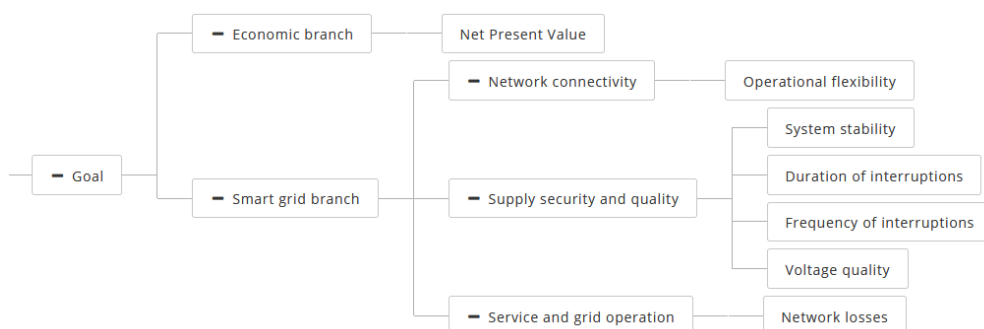 Economic branch
Net Present Value
Network connectivity
Operational flexibility
System stability
Goal
Duration of interruptions
Smart grid branch
Supply security and quality
Frequency of interruptions
Voltage quality
Service and grid operation
Network losses